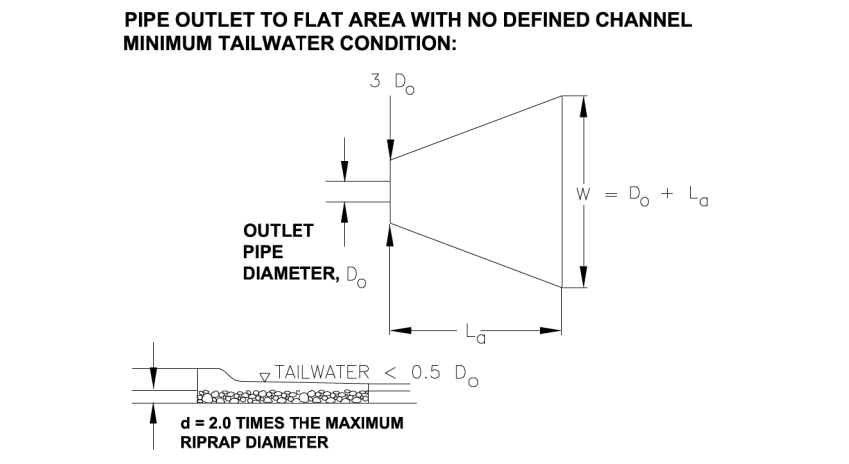 PIPE OUTLET TO FLAT AREA WITH NO DEFINED CHANNEL
MINIMUM TAILWATER CONDITION:
3 Do
W = Do + La
OUTLET
PIPE
DIAMETER, Do
La
TAILWATER < 0.5 Do
d = 2.0 TIMES THE MAXIMUM
RIPRAP DIAMETER